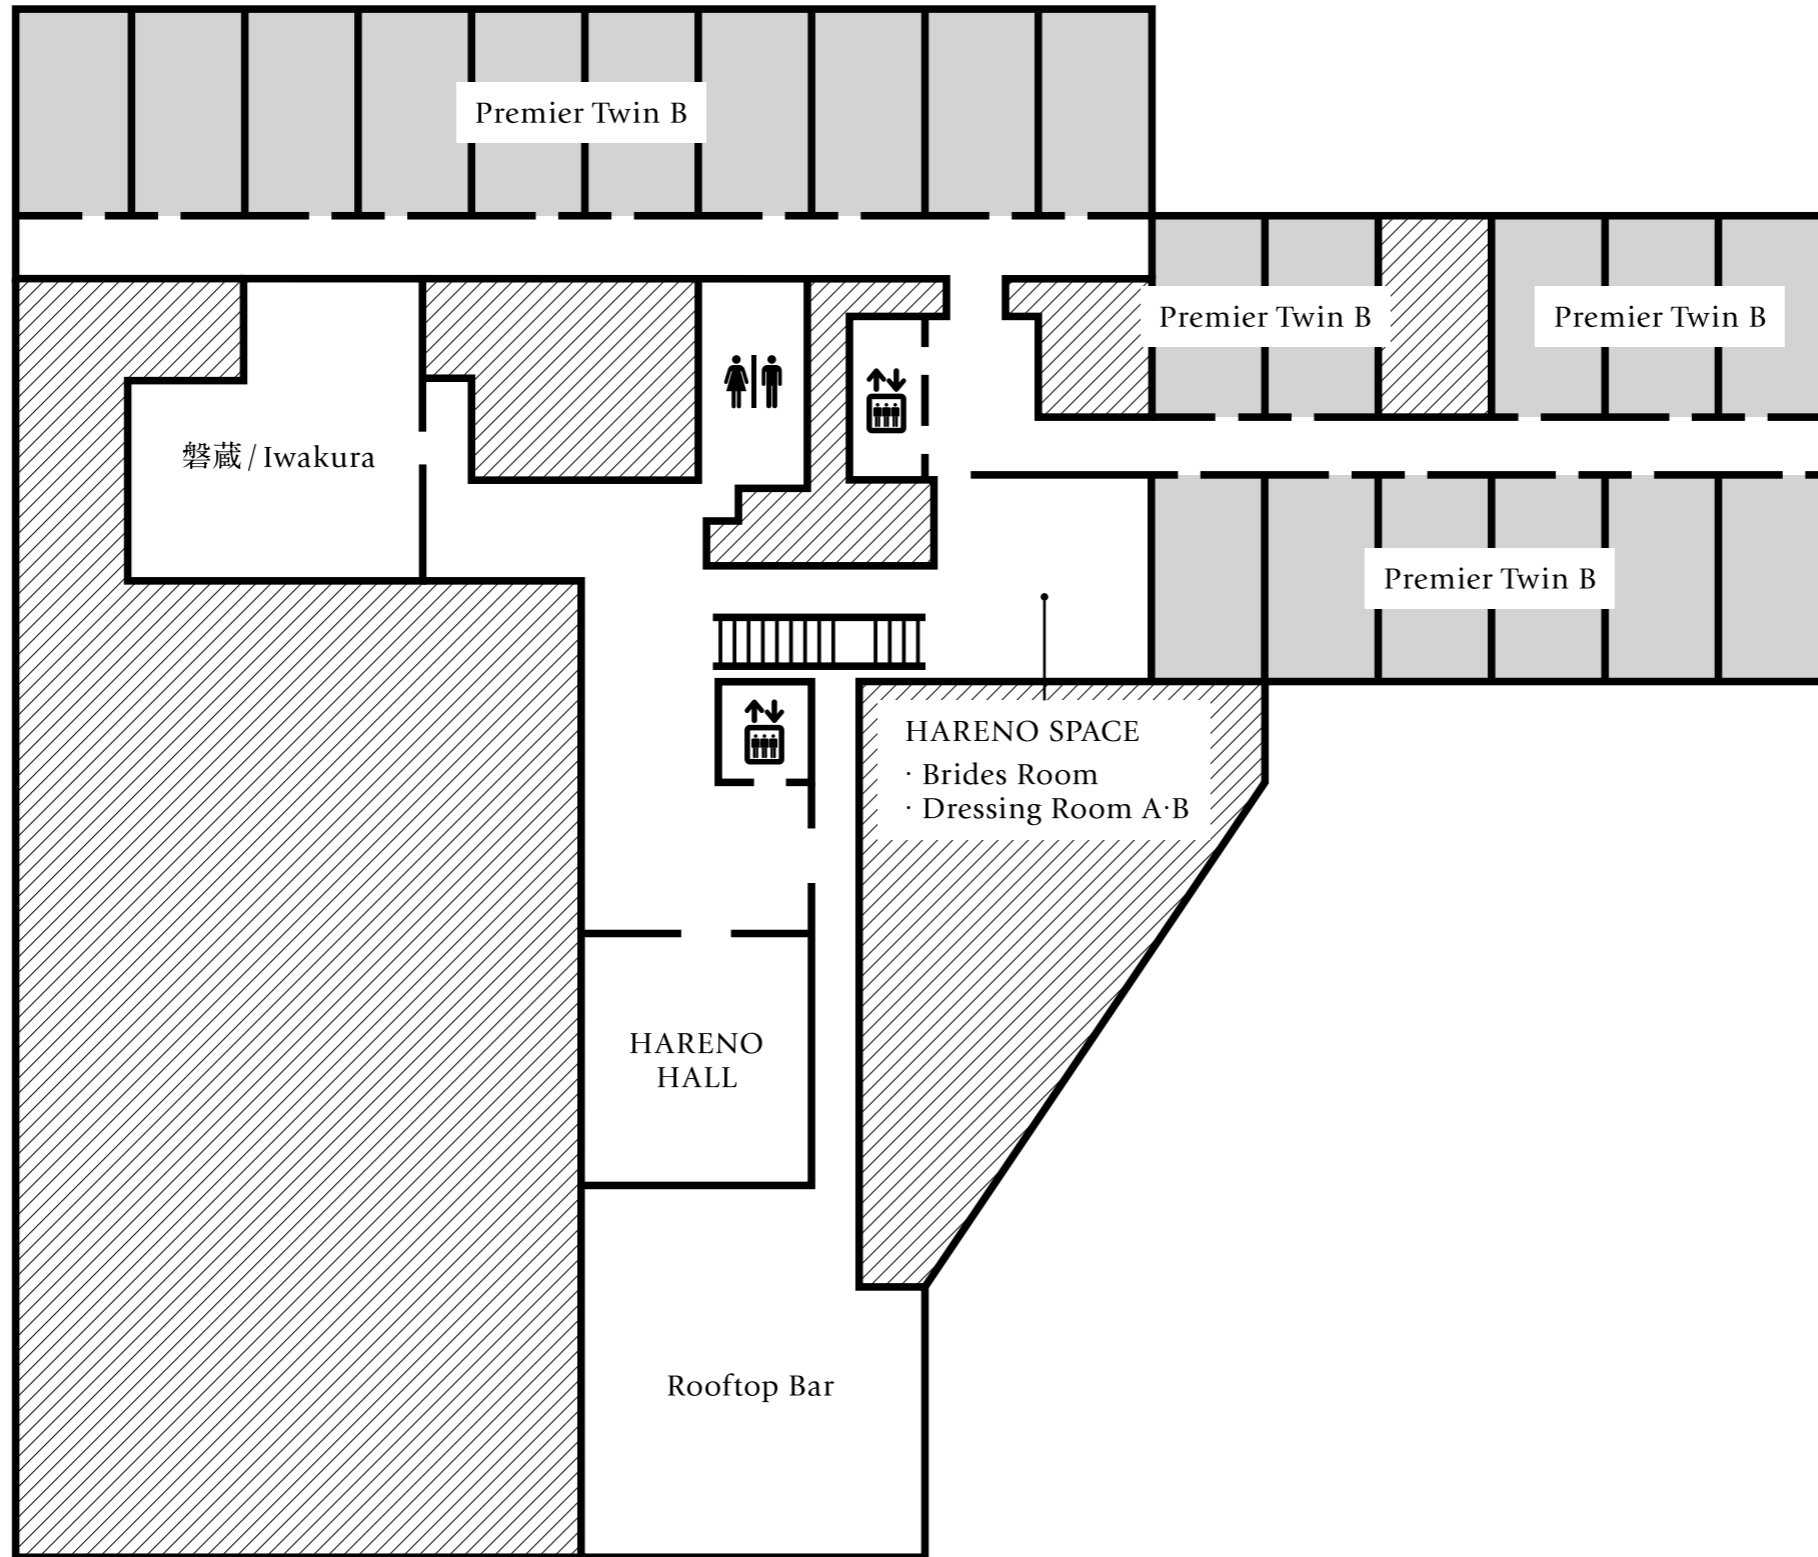 Premier Twin B
Premier Twin B
Premier Twin B
磐蔵 / Iwakura
Premier Twin B
HARENO SPACE
· Brides Room
· Dressing Room A·B
HARENO
HALL
Rooftop Bar